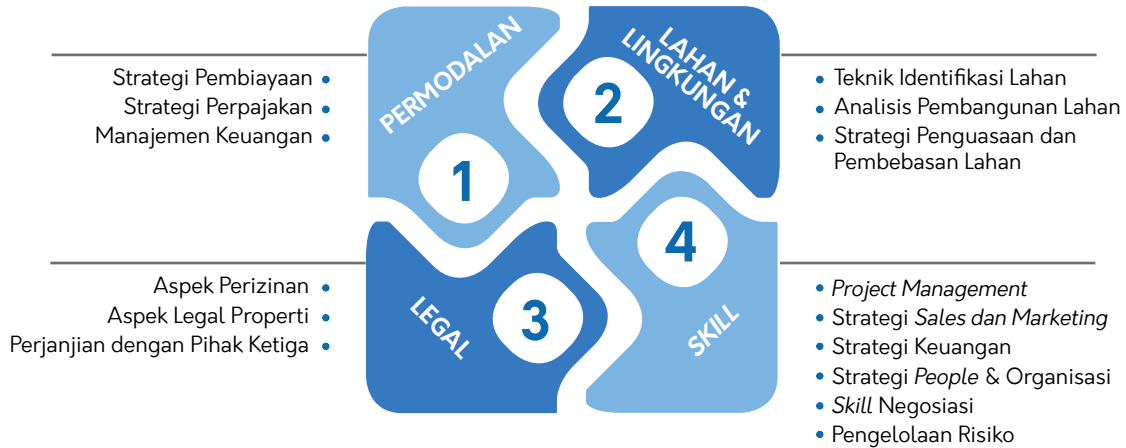 PERMODALAN
1
Strategi Pembiayaan •
Strategi Perpajakan •
Manajemen Keuangan •
LAHAN &
LINGKUNGAN
2
• Teknik Identifikasi Lahan
• Analisis Pembangunan Lahan
• Strategi Penguasaan dan
Pembebasan Lahan
LEGAL
3
Aspek Perizinan •
Aspek Legal Properti •
Perjanjian dengan Pihak Ketiga •
SKILL
4
• Project Management
• Strategi Sales dan Marketing
• Strategi Keuangan
• Strategi People & Organisasi
• Skill Negosiasi
• Pengelolaan Risiko